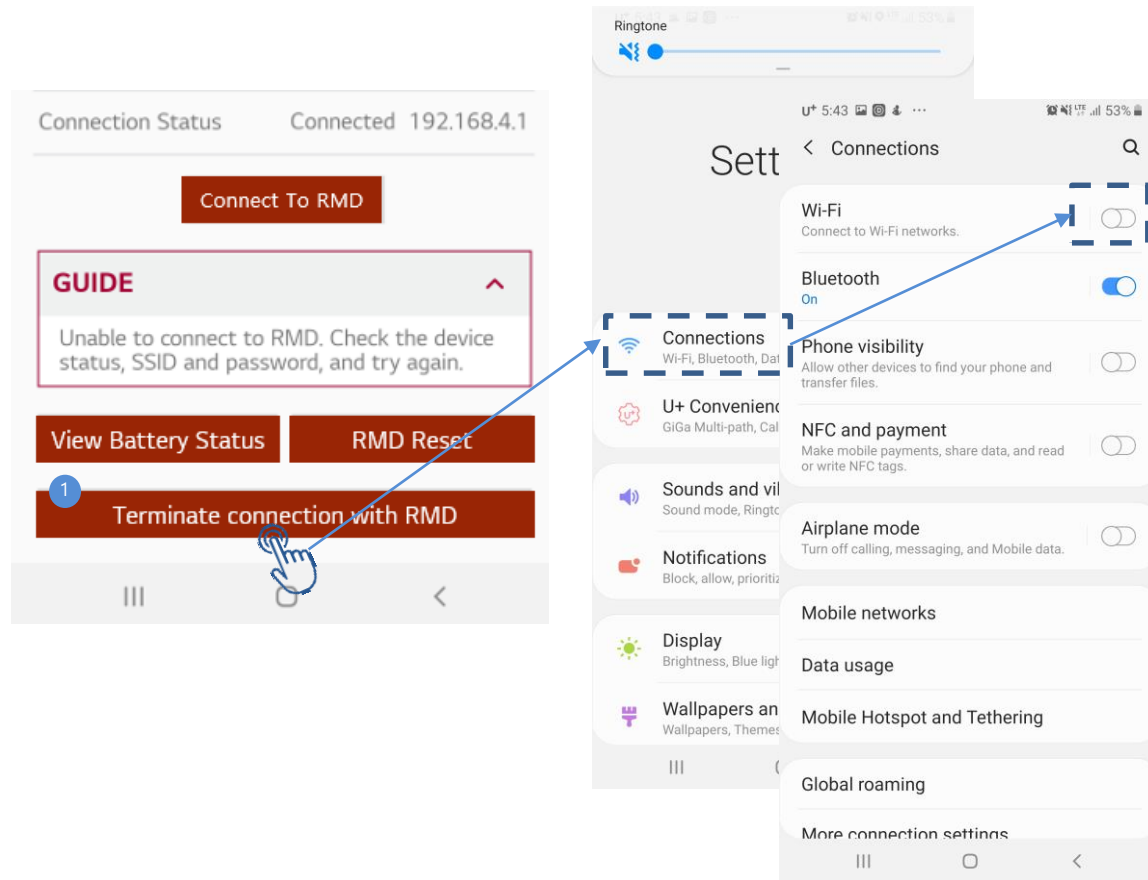 Connection Status Connected 192.168.4.1
Connect To RMD
GUIDE
Unable to connect to RMD. Check the device
status, SSID and password, and try again.
View Battery Status RMD Reset
1
Terminate connection with RMD
Ringtone
Sett
Connections
Wi-Fi, Bluetooth, Dat
U+ Convenienc
GiGa Multi-path, Cal
Sounds and vi
Sound mode, Ringto
Notifications
Block, allow, prioritiz
Display
Brightness, Blue ligh
Wallpapers an
Wallpapers, Themes
U+ 5:43 ··· LTE 53%
Connections
Wi-Fi
Connect to Wi-Fi networks.
Bluetooth
On
Phone visibility
Allow other devices to find your phone and
transfer files.
NFC and payment
Make mobile payments, share data, and read
or write NFC tags.
Airplane mode
Turn off calling, messaging, and Mobile data.
Mobile networks
Data usage
Mobile Hotspot and Tethering
Global roaming
More connection settings